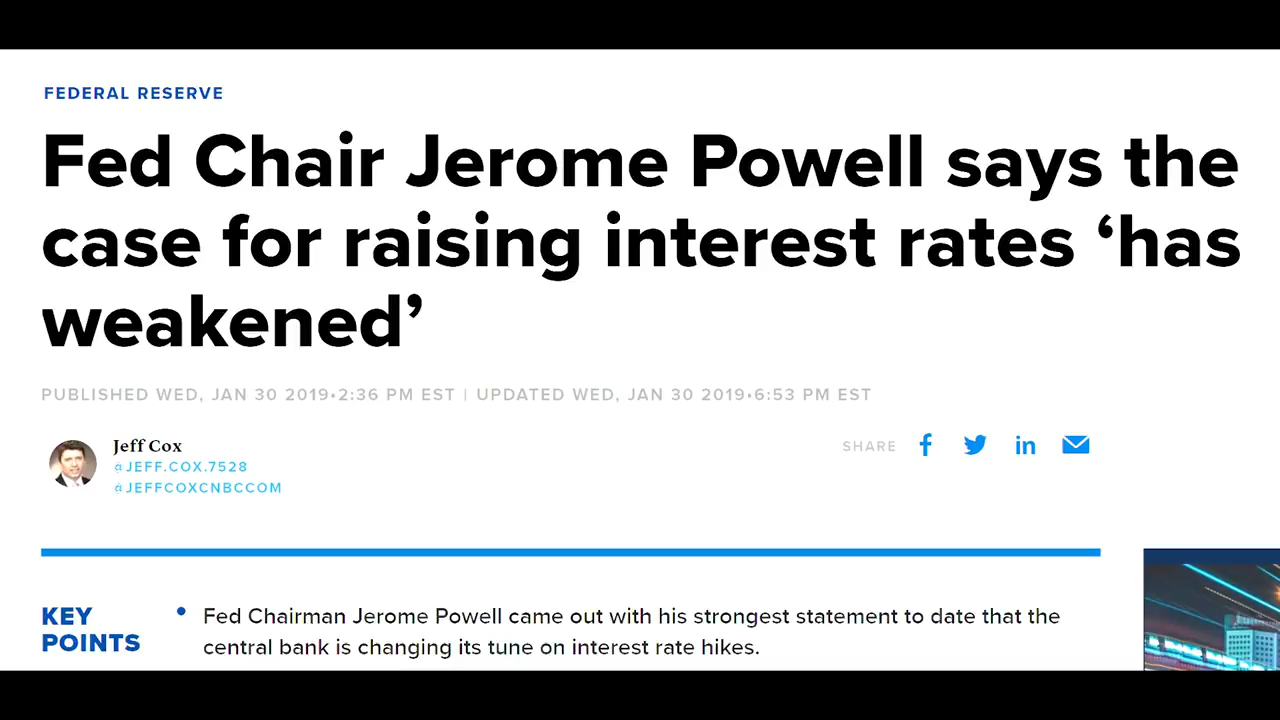 FEDERAL RESERVE
Fed Chair Jerome Powell says the
case for raising interest rates ‘has
weakened’
PUBLISHED WED, JAN 30 2019•2:36 PM EST | UPDATED WED, JAN 30 2019•6:53 PM EST
Jeff Cox
@JEFF.COX.7528
@JEFFCOXCNBCCOM
SHARE
KEY
POINTS
• Fed Chairman Jerome Powell came out with his strongest statement to date that the
central bank is changing its tune on interest rate hikes.